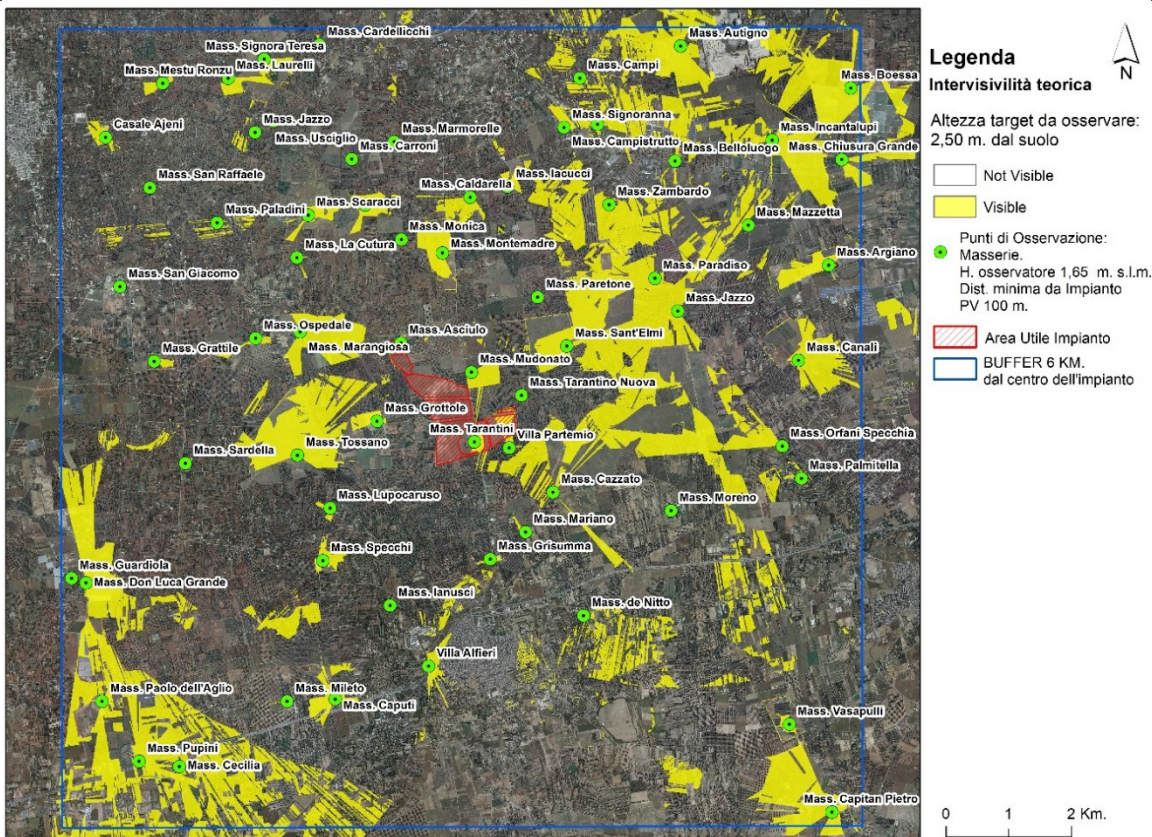 Mass. Cardellicchi
Mass. Signora Teresa
Mass. Autigno
Mass. Mestu Ronzu
Mass. Laurelli
Mass. Campi
Mass. Boessa
Casale Ajeni
Mass. Jazzo
Mass. Usciglio
Mass. Marmorelle
Mass. Carroni
Mass. Signoranna
Mass. Campistrutto
Mass. Incantalupi
Mass. Belloluogo
Mass. Chiusura Grande
Mass. San Raffaele
Mass. Iacucci
Mass. Caldarella
Mass. Zambardo
Mass. Paladini
Mass. Scaracci
Mass. Monica
Mass. Mazzetta
Mass, La Cutura
Mass. Montemadre
Mass. San Giacomo
Mass. Paradiso
Mass. Argiano
Mass. Paretone
Mass. Jazzo
Mass. Ospedale
Mass. Asciulo
Mass. Sant'Elmi
Mass. Grattile
Mass. Marangiosa
Mass. Mudonato
Mass. Canali
Mass. Tarantino Nuova
Mass. Grottole
Mass. Tarantini
Villa Partemio
Mass. Orfani Specchia
Mass. Sardella
Mass. Tossano
Mass. Palmitella
Mass. Lupocaruso
Mass. Cazzato
Mass. Moreno
Mass. Mariano
Mass. Specchi
Mass. Grisumma
Mass. Guardiola
Mass. Don Luca Grande
Mass. Ianusci
Mass. de Nitto
Villa Alfieri
Mass. Paolo dell'Aglio
Mass. Mileto
Mass. Caputi
Mass. Vasapulli
Mass. Pupini
Mass. Cecilia
Mass. Capitan Pietro
N
Legenda
Intervisivilità teorica
Altezza target da osservare:
2,50 m. dal suolo
Not Visible
Visible
Punti di Osservazione:
Masserie.
H. osservatore 1,65 m. s.l.m.
Dist. minima da Impianto
PV 100 m.
Area Utile Impianto
BUFFER 6 KM.
dal centro dell'impianto
0 1 2 Km.